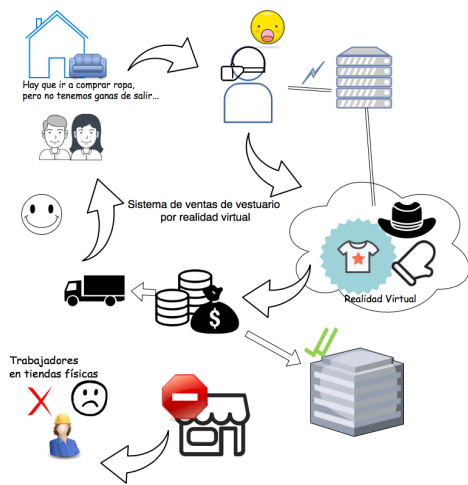 Hay que ir a comprar ropa,
pero no tenemos ganas de salir...
Sistema de ventas de vestuario
por realidad virtual
Realidad Virtual
$
Trabajadores
en tiendas físicas